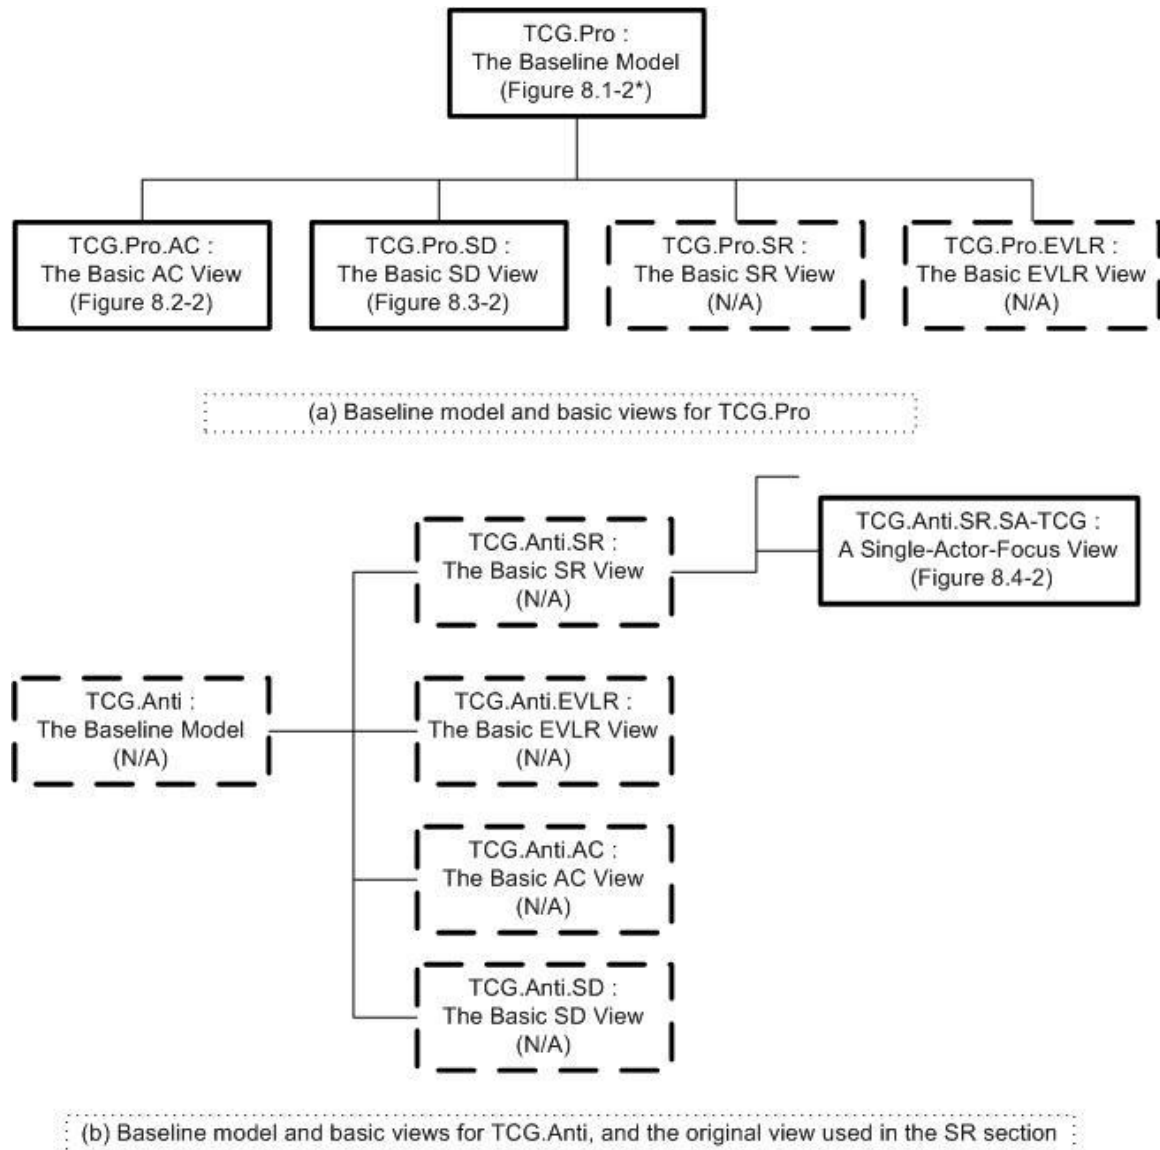 TCG.Pro :
The Baseline Model
(Figure 8.1-2*)
TCG.Pro.AC :
The Basic AC View
(Figure 8.2-2)
TCG.Pro.SD :
The Basic SD View
(Figure 8.3-2)
TCG.Pro.SR :
The Basic SR View
(N/A)
TCG.Pro.EVLR :
The Basic EVLR View
(N/A)
(a) Baseline model and basic views for TCG.Pro
TCG.Anti.SR :
The Basic SR View
(N/A)
TCG.Anti.SR.SA-TCG :
A Single-Actor-Focus View
(Figure 8.4-2)
TCG.Anti :
The Baseline Model
(N/A)
TCG.Anti.EVLR :
The Basic EVLR View
(N/A)
TCG.Anti.AC :
The Basic AC View
(N/A)
TCG.Anti.SD :
The Basic SD View
(N/A)
(b) Baseline model and basic views for TCG.Anti, and the original view used in the SR section